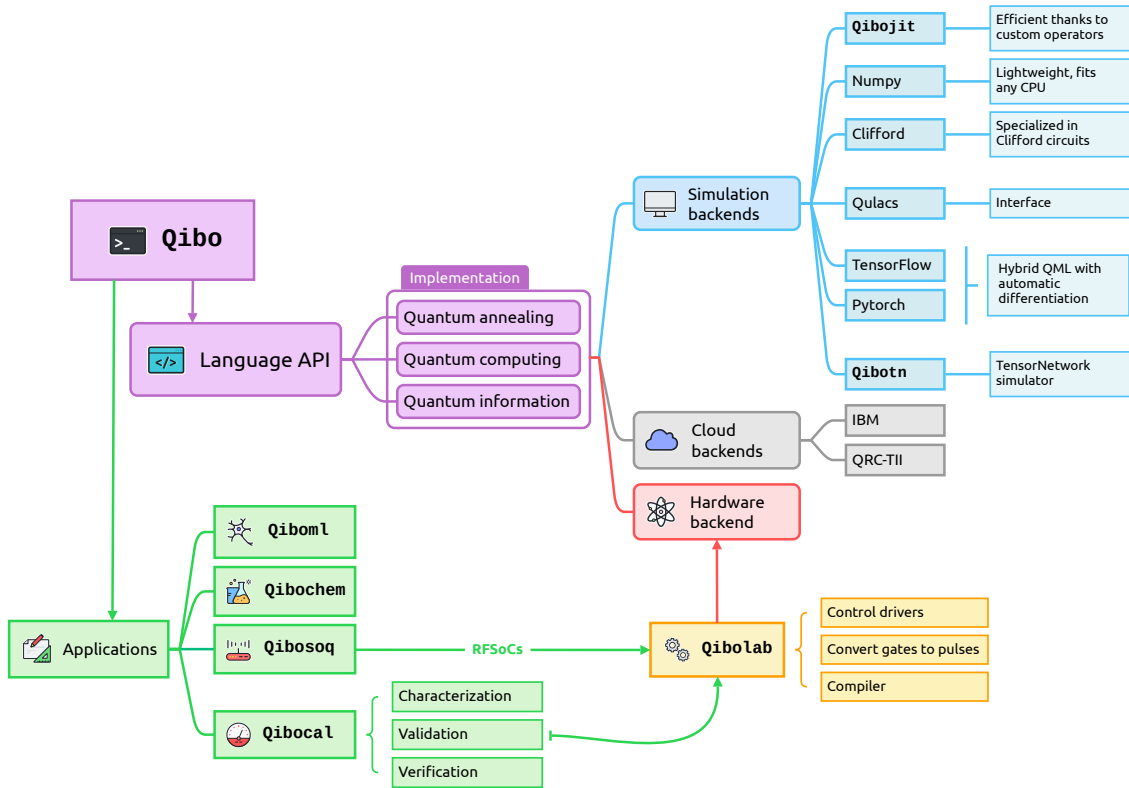 Qibojit
Efficient thanks to
custom operators
Numpy
Lightweight, fits
any CPU
Clifford
Specialized in
Clifford circuits
Simulation
backends
Qulacs
Interface
>_ Qibo
TensorFlow
Pytorch
Hybrid QML with
automatic
differentiation
Implementation
Quantum annealing
</> Language API
Quantum computing
Quantum information
Qibotn
TensorNetwork
simulator
Cloud
backends
IBM
QRC-TII
Hardware
backend
Qiboml
Qibochem
Applications
Qibosoq
RFSoCs
Qibolab
Control drivers
Convert gates to pulses
Compiler
Qibocal
Characterization
Validation
Verification